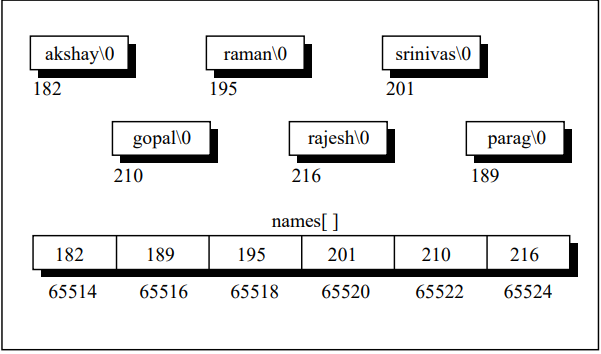 akshay\0 raman\0 srinivas\0
182 195 201
gopal\0 rajesh\0 parag\0
210 216 189
names[ ]
182 189 195 201 210 216
65514 65516 65518 65520 65522 65524